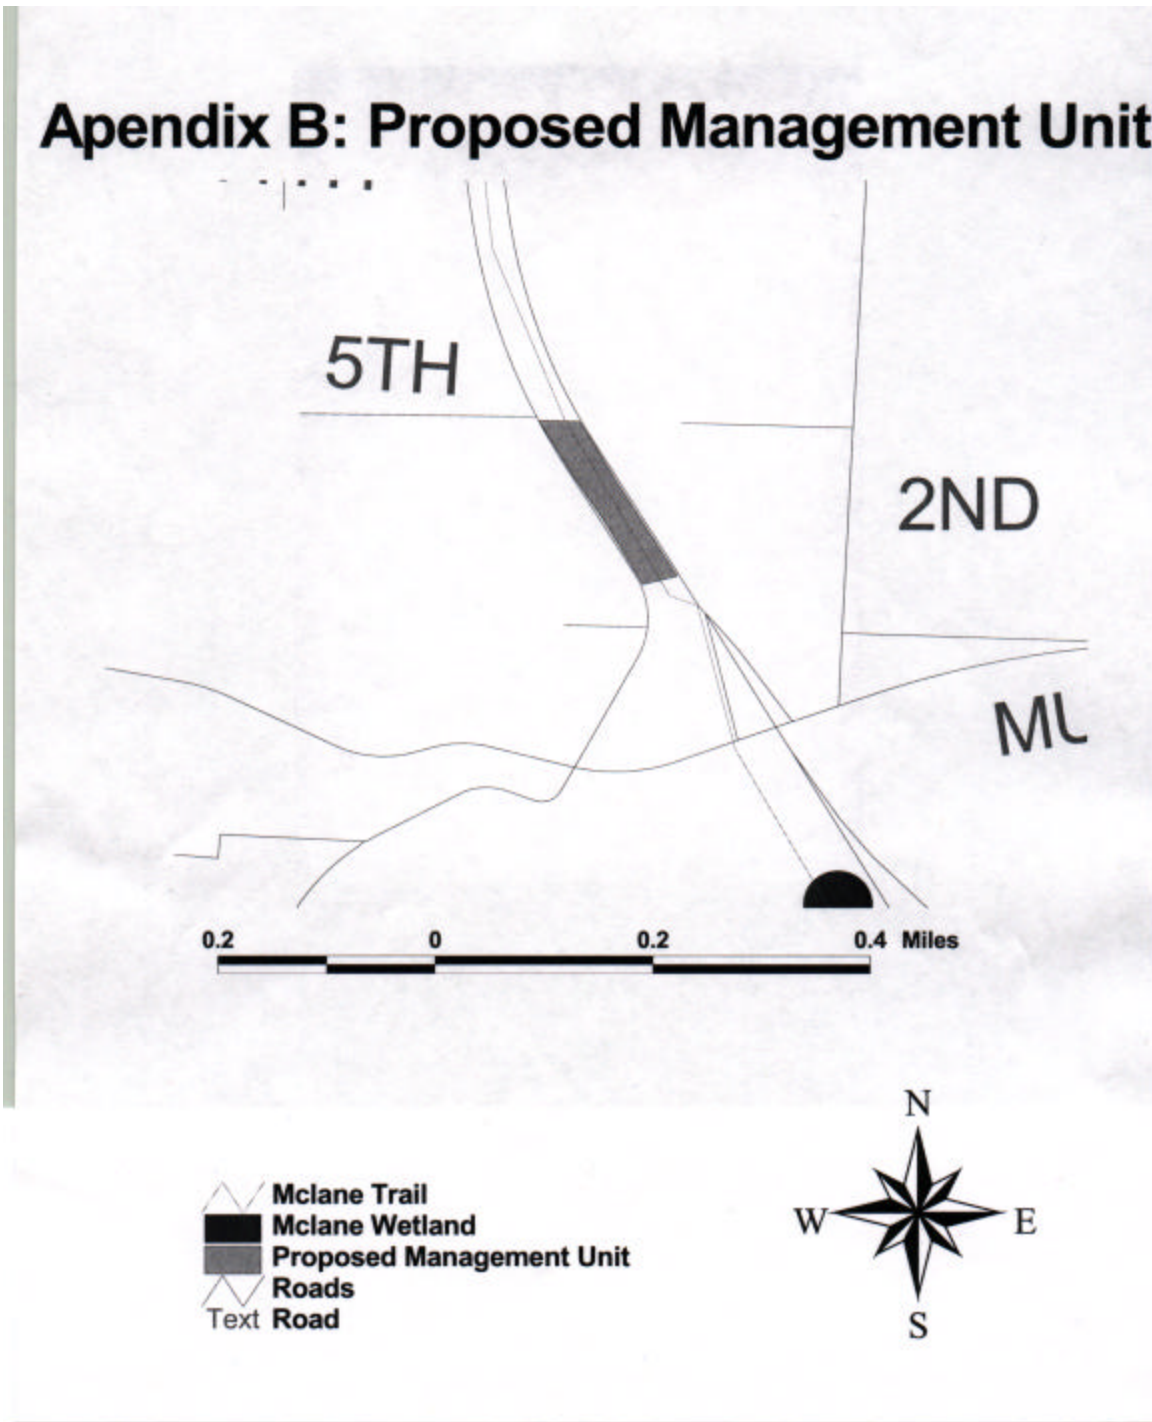 Apendix B: Proposed Management Unit
5TH
2ND
0.2 0 0.2 0.4 Miles
N
W E
S
Mclane Trail
Mclane Wetland
Proposed Management Unit
Roads
Text Road